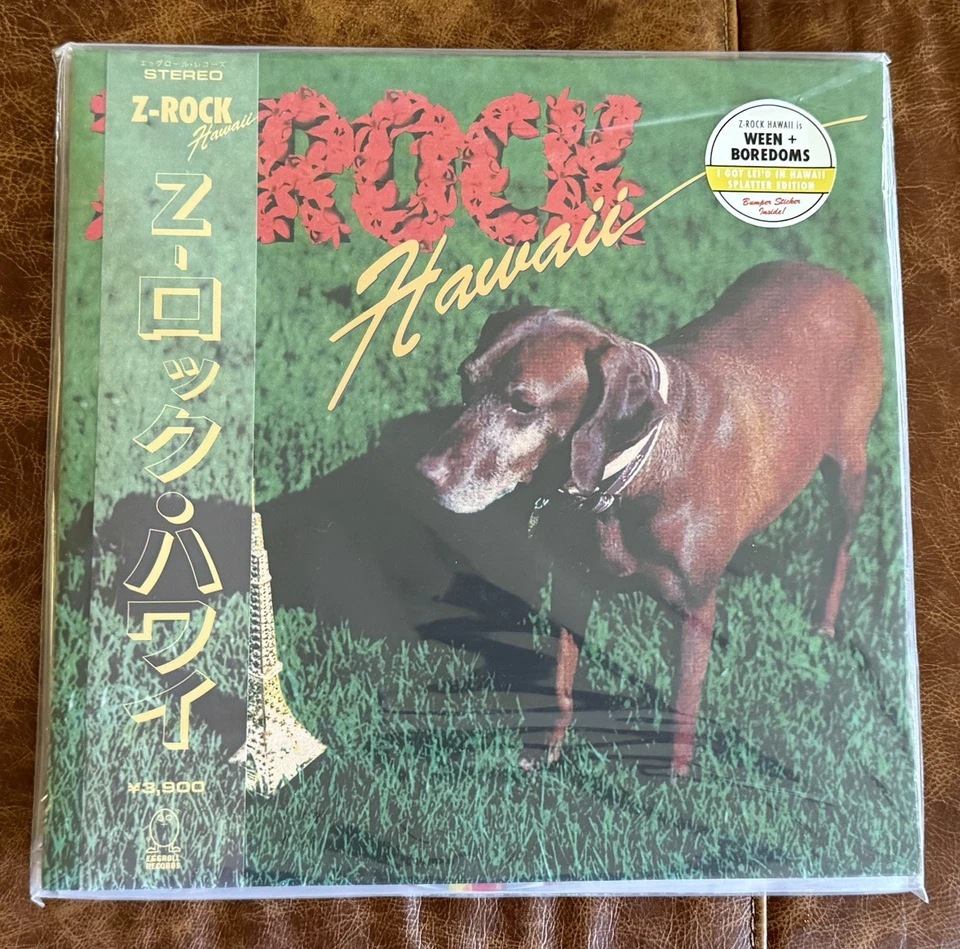 エッグロール・レコーズ
STEREO
Z-ROCK
Hawaii
Z-ロック・ハワイ
¥3,900
EGGROLL
RECORDS
ROCK
Hawaii
Z-ROCK HAWAII is
WEEN +
BOREDOMS
I GOT LEI'D IN HAWAII
SPLATTER EDITION
Bumper Sticker
Inside!